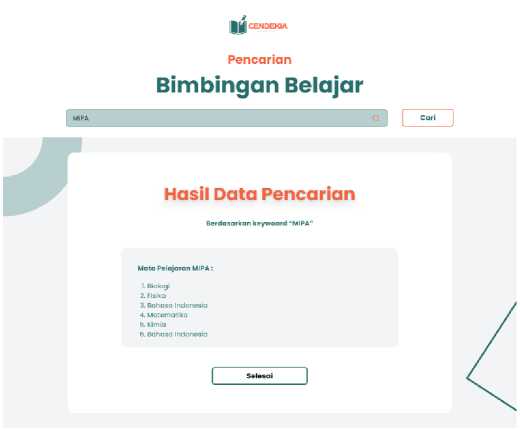 CENDEKIA
Pencarian
Bimbingan Belajar
MIPA
Cari
Hasil Data Pencarian
Berdasarkan keywoard "MIPA"
Mata Pelajaran MIPA :
1. Biologi
2. Fisika
3. Bahasa Indonesia
4. Matematika
5. Kimia
6. Bahasa Indonesia
Selesai